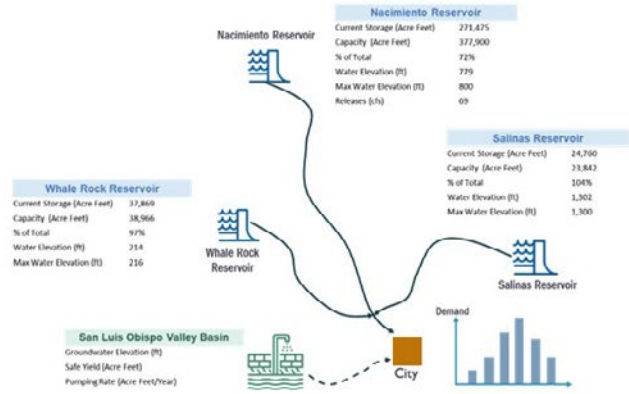 Nacimiento Reservoir
Current Storage (Acre Feet) 271,475
Capacity (Acre Feet) 377,900
% of Total 72%
Water Elevation (ft) 779
Max Water Elevation (ft) 800
Releases (cfs) 69
Nacimiento Reservoir
Salinas Reservoir
Current Storage (Acre Feet) 24,760
Capacity (Acre Feet) 23,842
% of Total 104%
Water Elevation (ft) 1,302
Max Water Elevation (ft) 1,300
Whale Rock Reservoir
Current Storage (Acre Feet) 37,869
Capacity (Acre Feet) 38,966
% of Total 97%
Water Elevation (ft) 214
Max Water Elevation (ft) 216
Whale Rock
Reservoir
Salinas Reservoir
Demand
San Luis Obispo Valley Basin
Groundwater Elevation (ft)
Safe Yield (Acre Feet)
Pumping Rate (Acre Feet/Year)
City